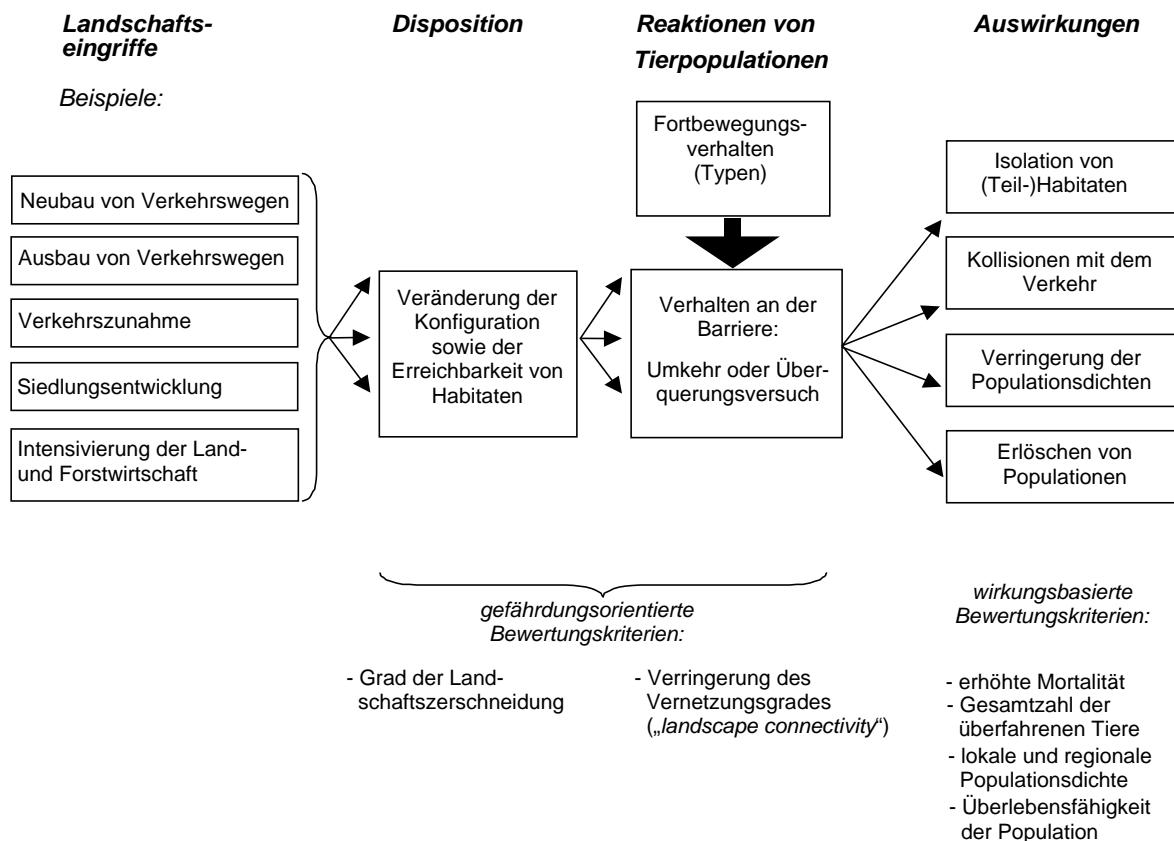 Landschafts-
eingriffe
Beispiele:
Neubau von Verkehrswegen
Ausbau von Verkehrswegen
Verkehrszunahme
Siedlungsentwicklung
Intensivierung der Land-
und Forstwirtschaft
Disposition
Veränderung der
Konfiguration
sowie der
Erreichbarkeit von
Habitaten
Reaktionen von
Tierpopulationen
Fortbewegungs-
verhalten
(Typen)
Verhalten an der
Barriere:
Umkehr oder Über-
querungsversuch
Auswirkungen
Isolation von
(Teil-)Habitaten
Kollisionen mit dem
Verkehr
Verringerung der
Populationsdichten
Erlöschen von
Populationen
gefährdungsorientierte
Bewertungskriterien:
- Grad der Land-
schaftszerschneidung
- Verringerung des
Vernetzungsgrades
(„landscape connectivity“)
wirkungsbasierte
Bewertungskriterien:
- erhöhte Mortalität
- Gesamtzahl der
überfahrenen Tiere
- lokale und regionale
Populationsdichte
- Überlebensfähigkeit
der Population